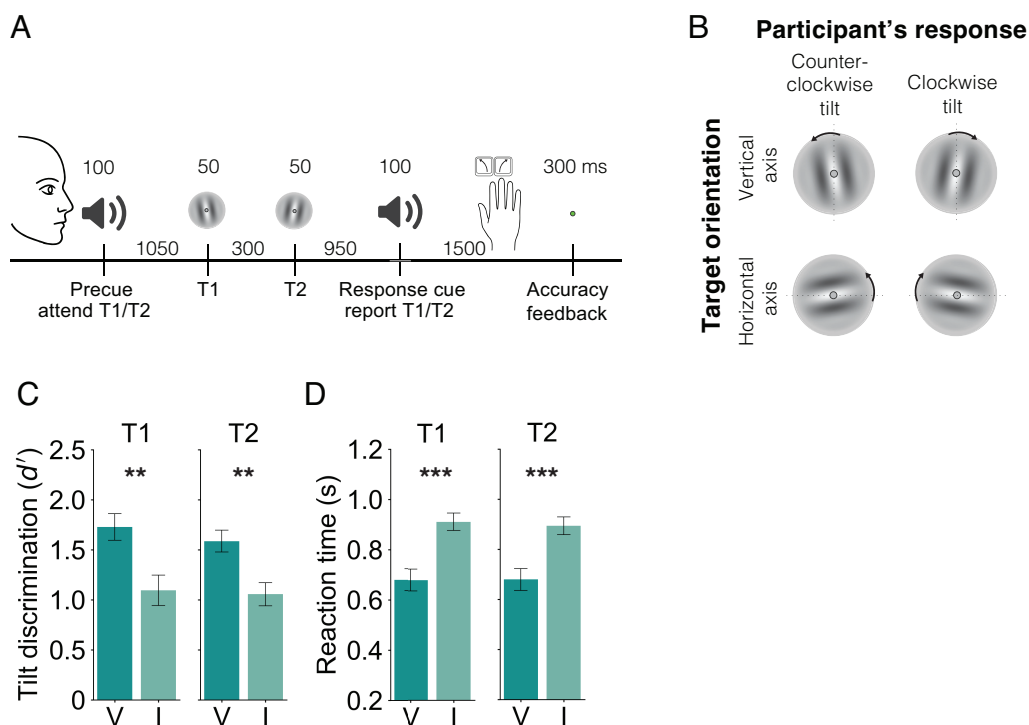 A
100
50
50
100
300 ms
1050
300
950
1500
Precue
attend T1/T2
T1
T2
Response cue
report T1/T2
Accuracy
feedback
B
Participant's response
Counter-
clockwise
tilt
Clockwise
tilt
Target orientation
Vertical
axis
Horizontal
axis
C
T1
T2
Tilt discrimination (d′)
2.5
2.0
1.5
1.0
0.5
0
**
**
V
I
V
I
D
T1
T2
Reaction time (s)
1.2
1.0
0.8
0.6
0.4
0.2
***
***
V
I
V
I